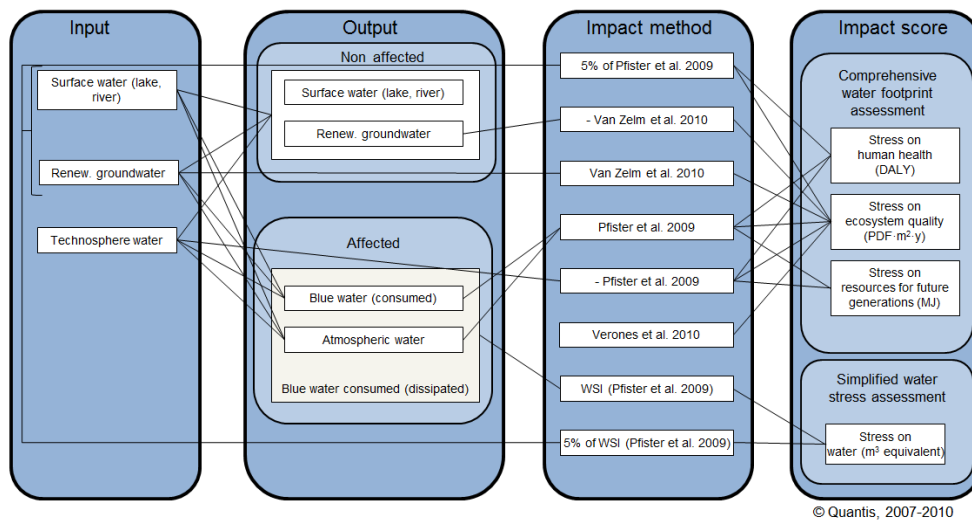 Input
Surface water (lake,
river)
Renew. groundwater
Technosphere water
Output
Non affected
Surface water (lake, river)
Renew. groundwater
Affected
Blue water (consumed)
Atmospheric water
Blue water consumed (dissipated)
Impact method
5% of Pfister et al. 2009
- Van Zelm et al. 2010
Van Zelm et al. 2010
Pfister et al. 2009
- Pfister et al. 2009
Verones et al. 2010
WSI (Pfister et al. 2009)
5% of WSI (Pfister et al. 2009)
Impact score
Comprehensive
water footprint
assessment
Stress on
human health
(DALY)
Stress on
ecosystem quality
(PDF·m²·y)
Stress on
resources for future
generations (MJ)
Simplified water
stress assessment
Stress on
water (m³ equivalent)
© Quantis, 2007-2010